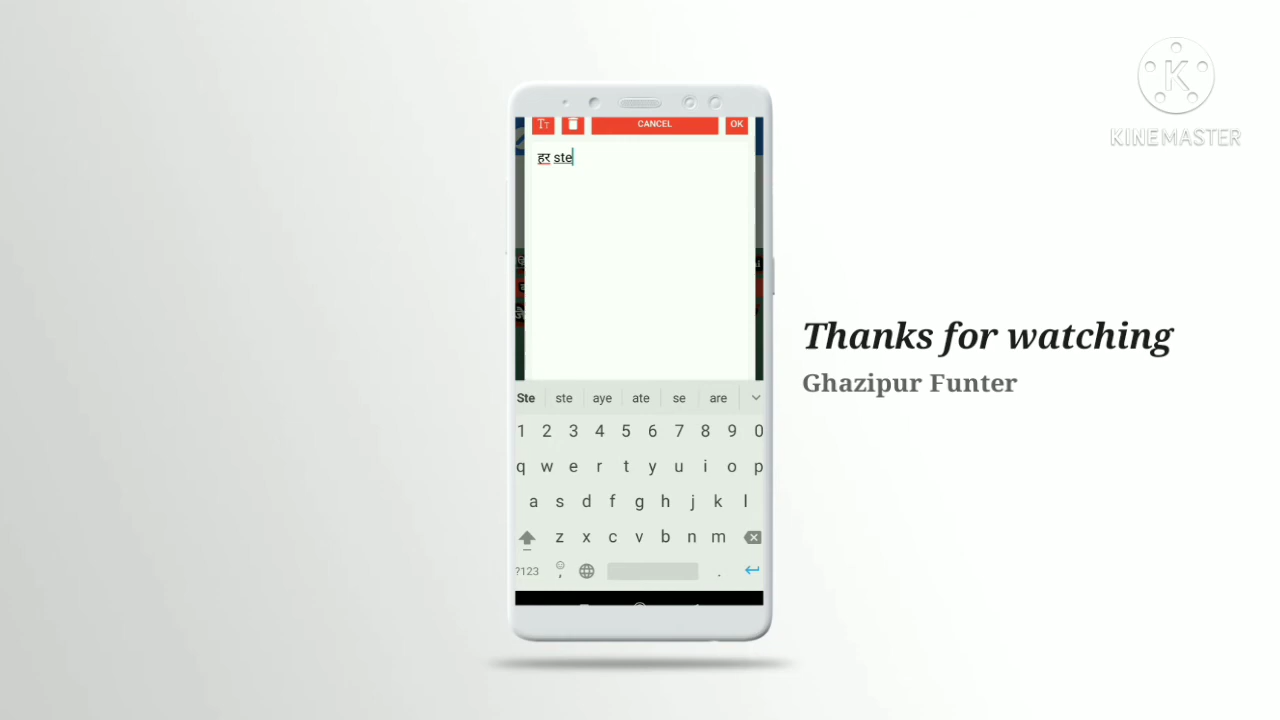 KINEMASTER
TT CANCEL OK
हर ste
Thanks for watching
Ghazipur Funter
Ste ste aye ate se are
1 2 3 4 5 6 7 8 9 0
q w e r t y u i o p
a s d f g h j k l
z x c v b n m
?123 , .